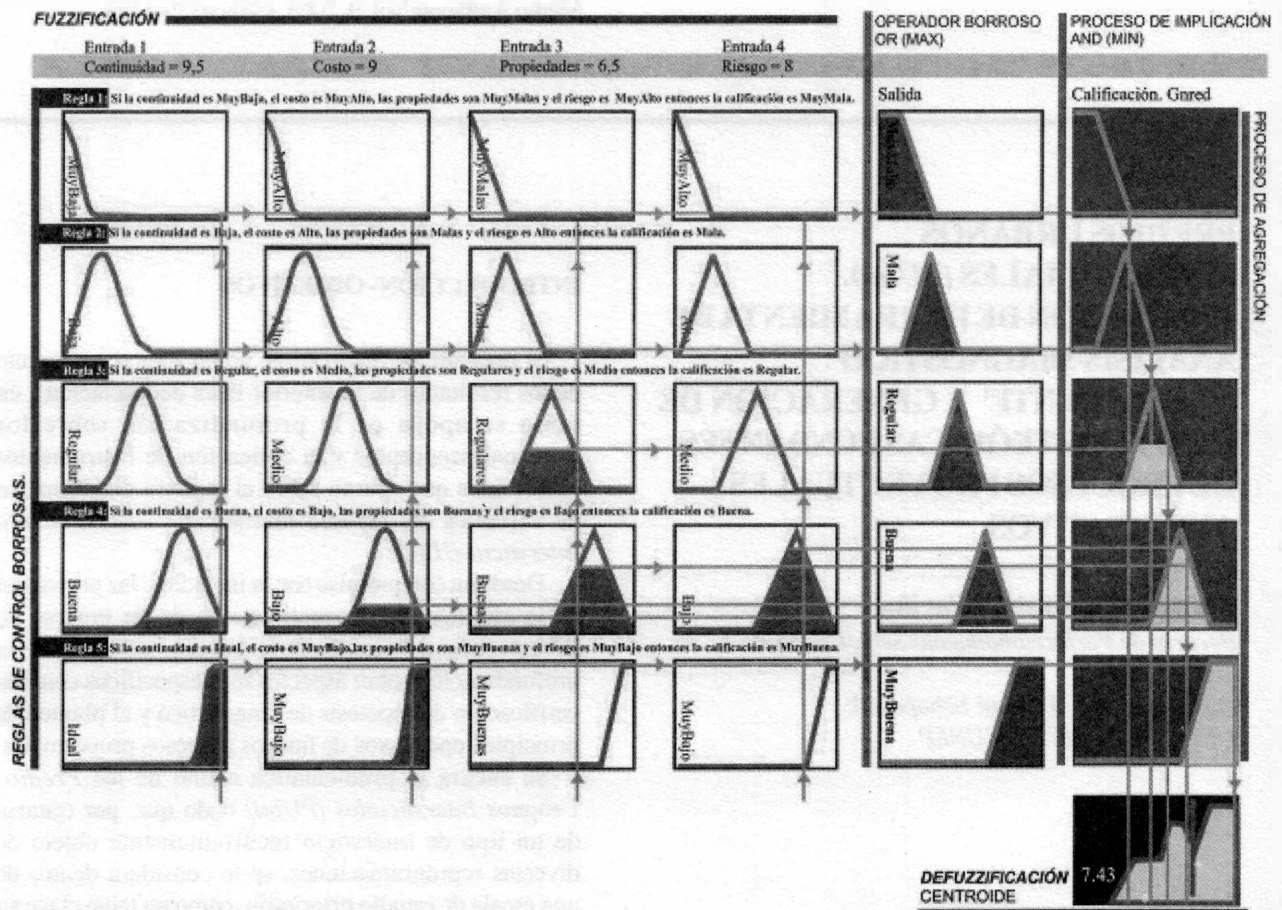 FUZZIFICACIÓN
OPERADOR BORROSO
OR (MAX)
PROCESO DE IMPLICACIÓN
AND (MIN)
Entrada 1
Continuidad = 9,5
Entrada 2
Costo = 9
Entrada 3
Propiedades = 6,5
Entrada 4
Riesgo = 8
Salida
Calificación. Gnred
Regla 1: Si la continuidad es MuyBaja, el costo es MuyAlto, las propiedades son MuyMalas y el riesgo es MuyAlto entonces la calificación es MuyMala.
MuyBaja
MuyAlto
MuyMalas
MuyAlto
MuyMala
Regla 2: Si la continuidad es Baja, el costo es Alto, las propiedades son Malas y el riesgo es Alto entonces la calificación es Mala.
Baja
Alto
Malas
Alto
Mala
Regla 3: Si la continuidad es Regular, el costo es Medio, las propiedades son Regulares y el riesgo es Medio entonces la calificación es Regular.
Regular
Medio
Regulares
Medio
Regular
Regla 4: Si la continuidad es Buena, el costo es Bajo, las propiedades son Buenas y el riesgo es Bajo entonces la calificación es Buena.
Buena
Bajo
Buenas
Bajo
Buena
Regla 5: Si la continuidad es Ideal, el costo es MuyBajo,las propiedades son MuyBuenas y el riesgo es MuyBajo entonces la calificación es MuyBuena.
Ideal
MuyBajo
MuyBuenas
MuyBajo
MuyBuena
REGLAS DE CONTROL BORROSAS.
PROCESO DE AGREGACIÓN
DEFUZZIFICACIÓN
CENTROIDE
7.43